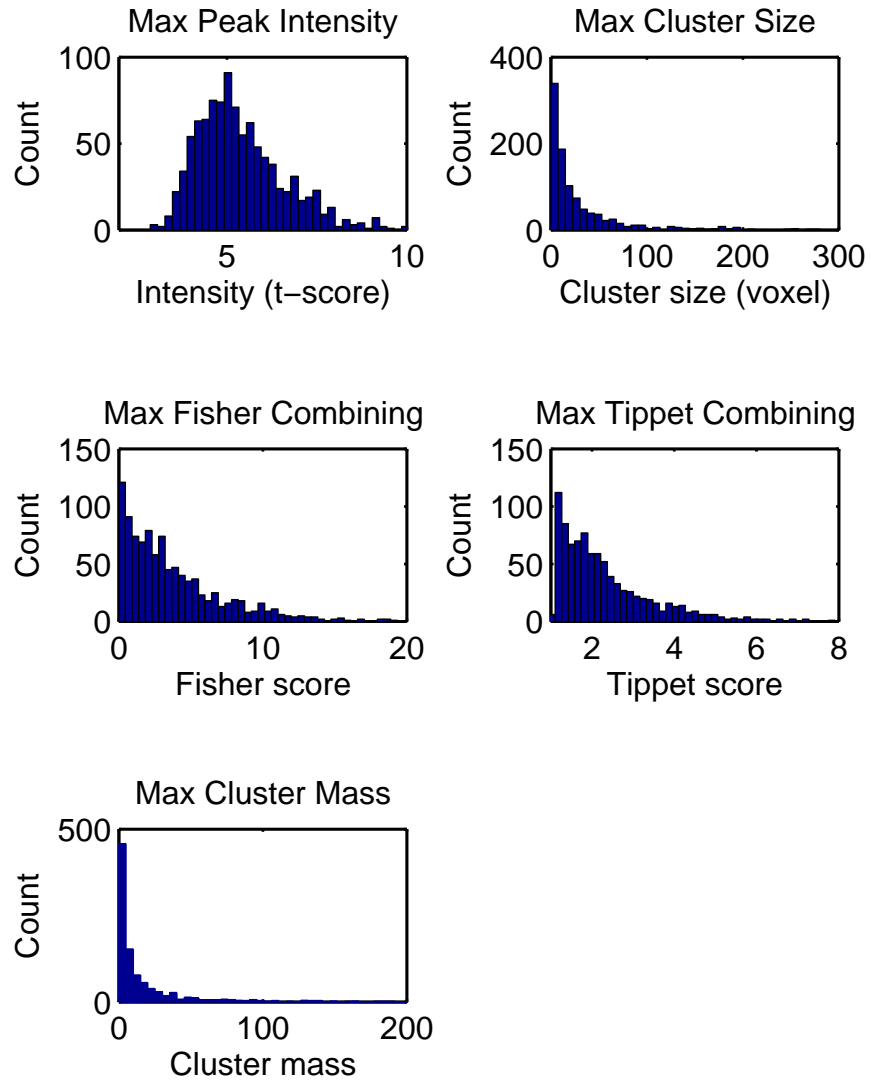 Max Peak Intensity
100
50
0
Count
5
10
Intensity (t−score)
Max Cluster Size
400
200
0
Count
0
100
200
300
Cluster size (voxel)
Max Fisher Combining
150
100
50
0
Count
0
10
20
Fisher score
Max Tippet Combining
150
100
50
0
Count
2
4
6
8
Tippet score
Max Cluster Mass
500
0
Count
0
100
200
Cluster mass